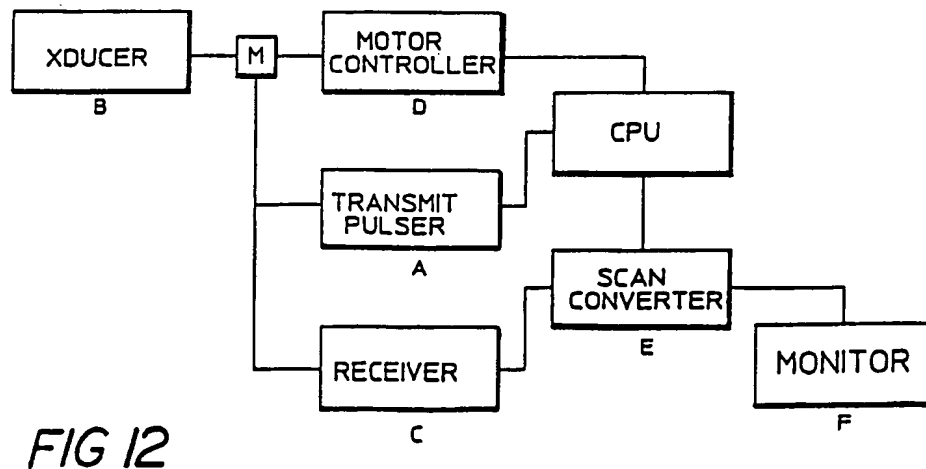 XDUCER
B
M
MOTOR
CONTROLLER
D
CPU
TRANSMIT
PULSER
A
SCAN
CONVERTER
E
RECEIVER
C
MONITOR
F
FIG 12